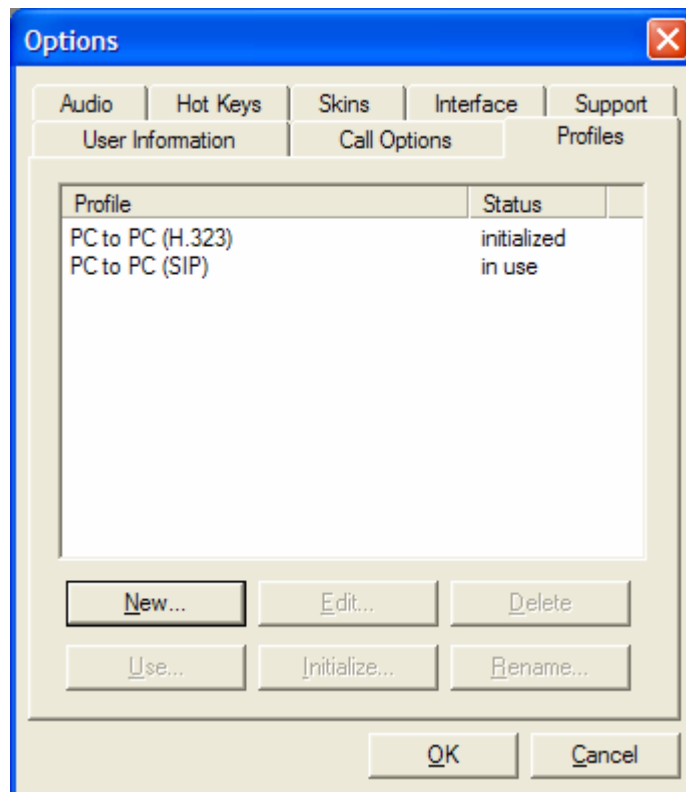 Options
Audio Hot Keys Skins Interface Support
User Information Call Options Profiles
Profile Status
PC to PC (H.323) initialized
PC to PC (SIP) in use
New... Edit... Delete
Use... Initialize... Rename...
OK Cancel